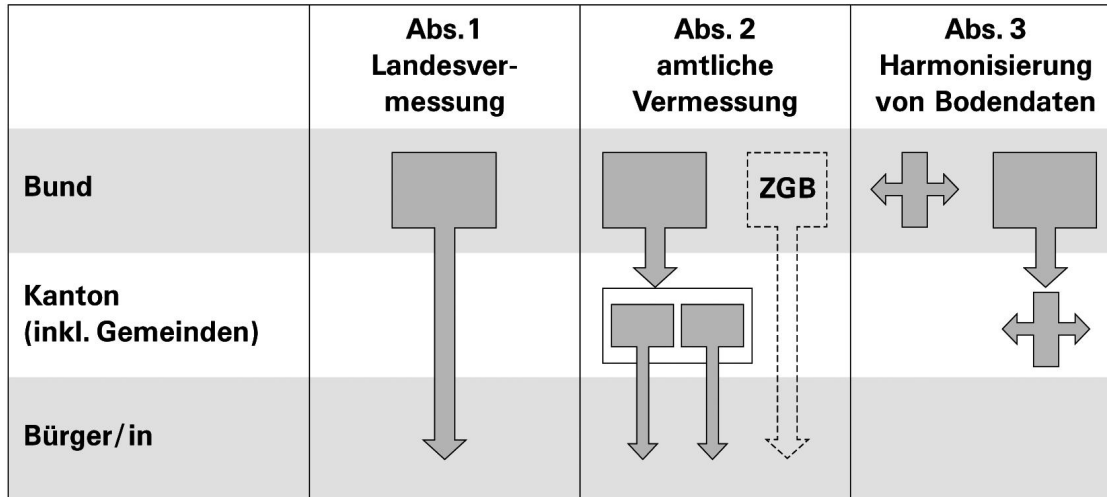 Abs. 1
Landesver-
messung
Abs. 2
amtliche
Vermessung
Abs. 3
Harmonisierung
von Bodendaten
Bund
ZGB
Kanton
(inkl. Gemeinden)
Bürger/in